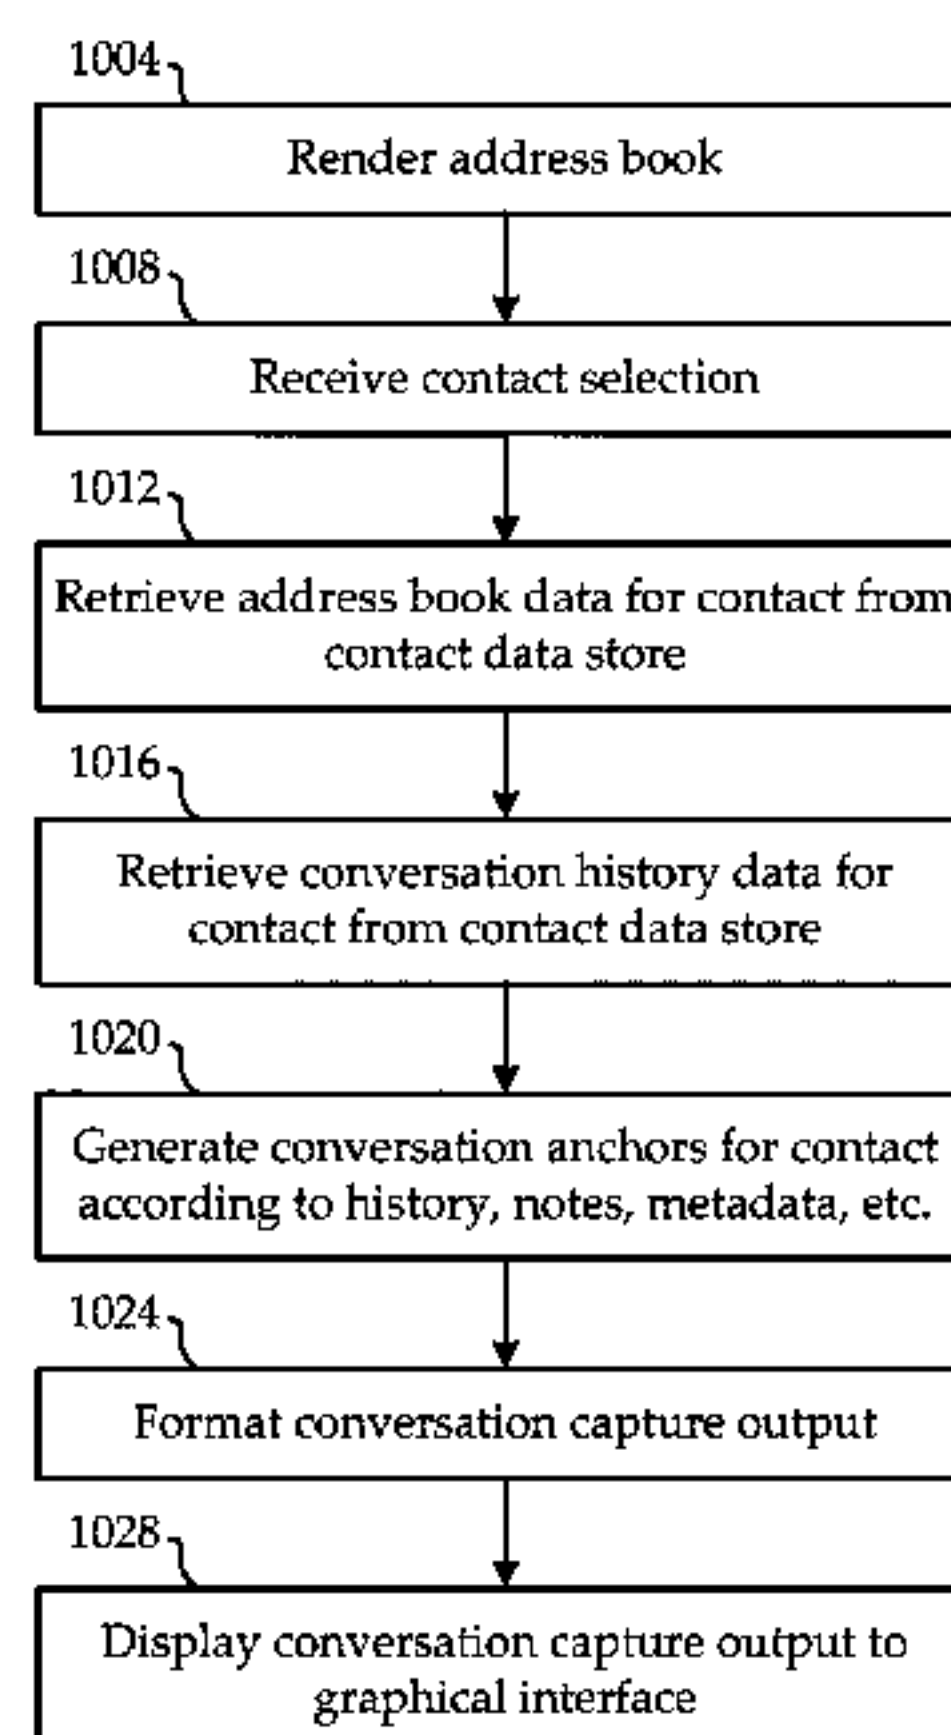 1004
Render address book
1008
Receive contact selection
1012
Retrieve address book data for contact from
contact data store
1016
Retrieve conversation history data for
contact from contact data store
1020
Generate conversation anchors for contact
according to history, notes, metadata, etc.
1024
Format conversation capture output
1028
Display conversation capture output to
graphical interface